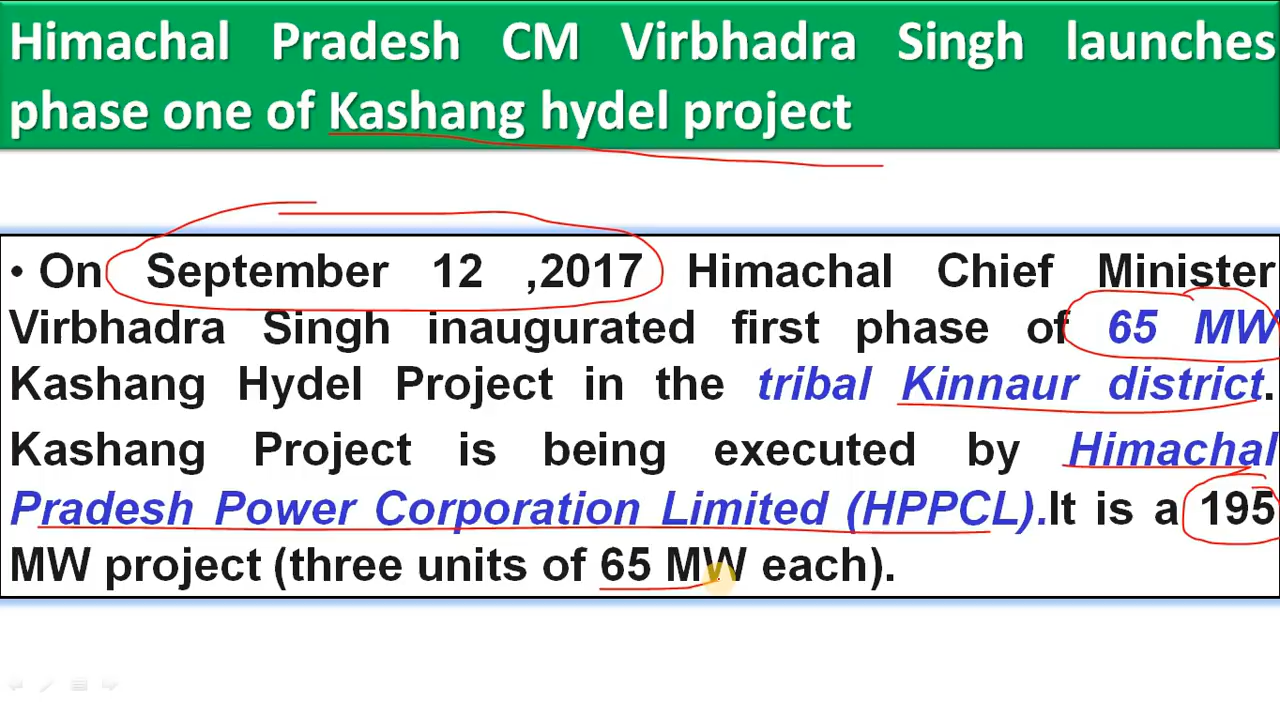 Himachal Pradesh CM Virbhadra Singh launches
phase one of Kashang hydel project
• On September 12 ,2017 Himachal Chief Minister
Virbhadra Singh inaugurated first phase of 65 MW
Kashang Hydel Project in the tribal Kinnaur district.
Kashang Project is being executed by Himachal
Pradesh Power Corporation Limited (HPPCL).It is a 195
MW project (three units of 65 MW each).